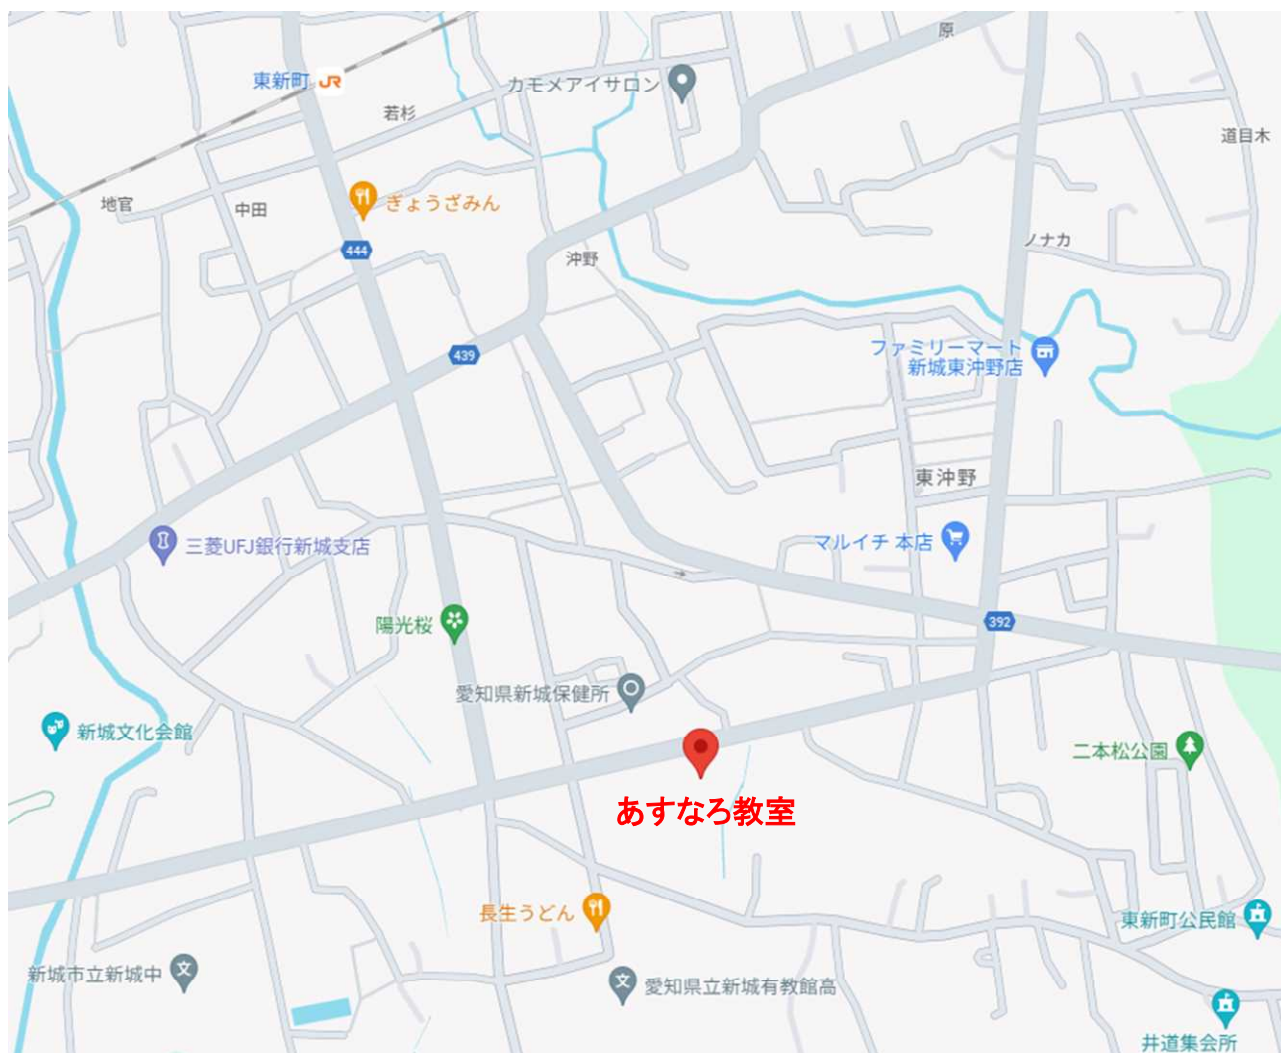 原
東新町 JR
カモメアイサロン
若杉
道目木
地官
中田
ぎょうざみん
444
沖野
ノナカ
439
ファミリーマート
新城東沖野店
東沖野
三菱UFJ銀行新城支店
マルイチ 本店
陽光桜
392
愛知県新城保健所
新城文化会館
二本松公園
あすなろ教室
長生うどん
東新町公民館
新城市立新城中
文
文
愛知県立新城有教館高
井道集会所